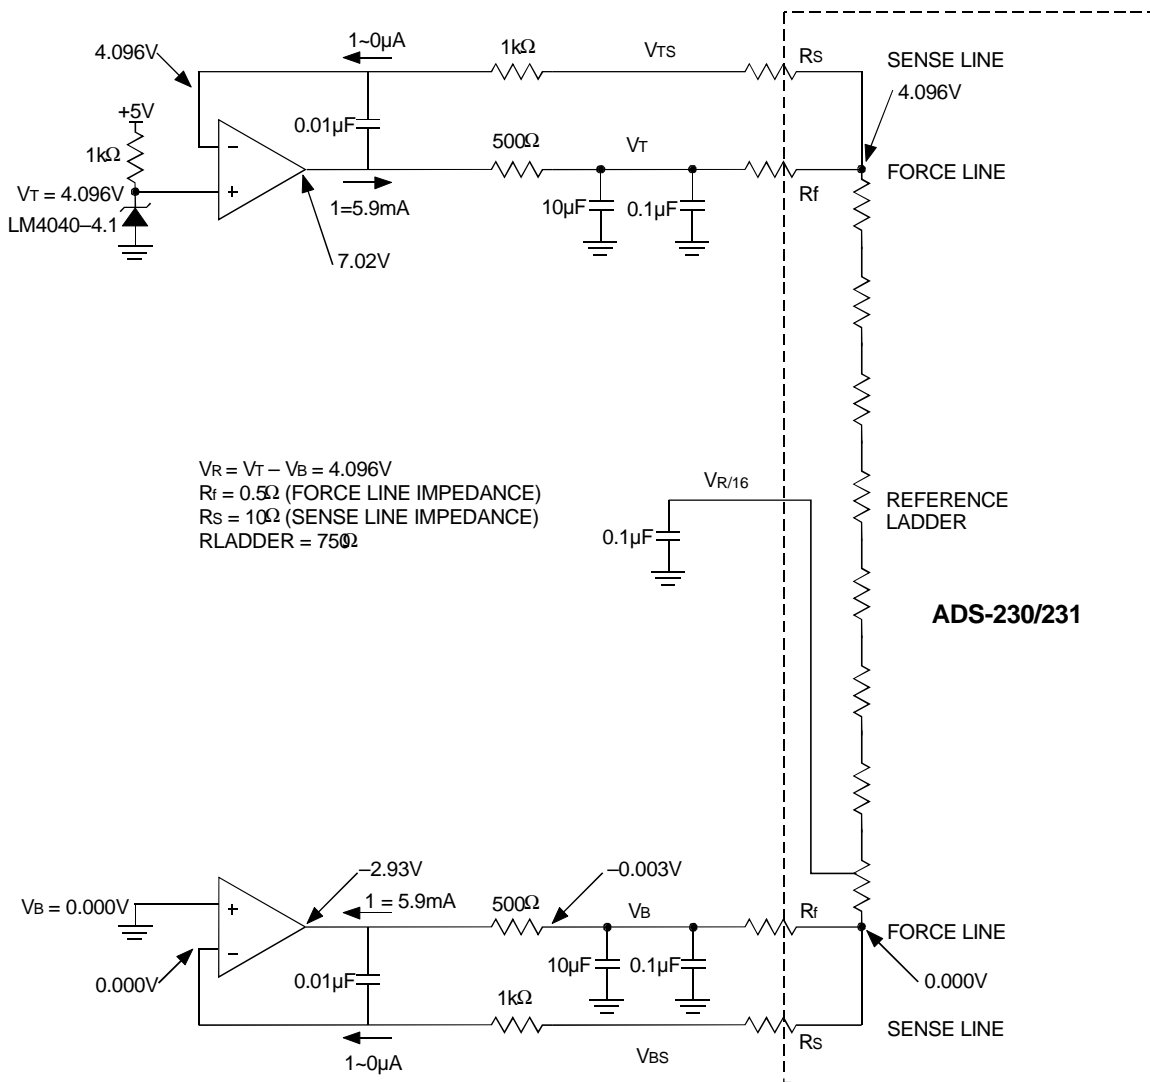 4.096V
1~0µA
1kΩ
VTS
RS
SENSE LINE
4.096V
+5V
1kΩ
0.01µF
500Ω
VT
–
+
VT = 4.096V
LM4040–4.1
1=5.9mA
10µF
0.1µF
Rf
FORCE LINE
7.02V
VR = VT – VB = 4.096V
Rf = 0.5Ω (FORCE LINE IMPEDANCE)
RS = 10Ω (SENSE LINE IMPEDANCE)
RLADDER = 750Ω
VR/16
0.1µF
REFERENCE
LADDER
ADS-230/231
–2.93V
–0.003V
1 = 5.9mA
VB = 0.000V
+
–
500Ω
VB
Rf
FORCE LINE
0.000V
0.01µF
10µF
0.1µF
0.000V
1kΩ
RS
SENSE LINE
1~0µA
VBS